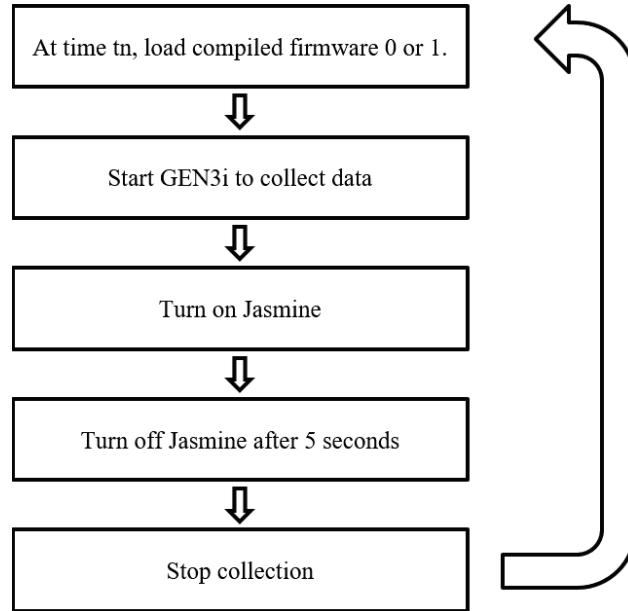 At time tn, load compiled firmware 0 or 1.
Start GEN3i to collect data
Turn on Jasmine
Turn off Jasmine after 5 seconds
Stop collection